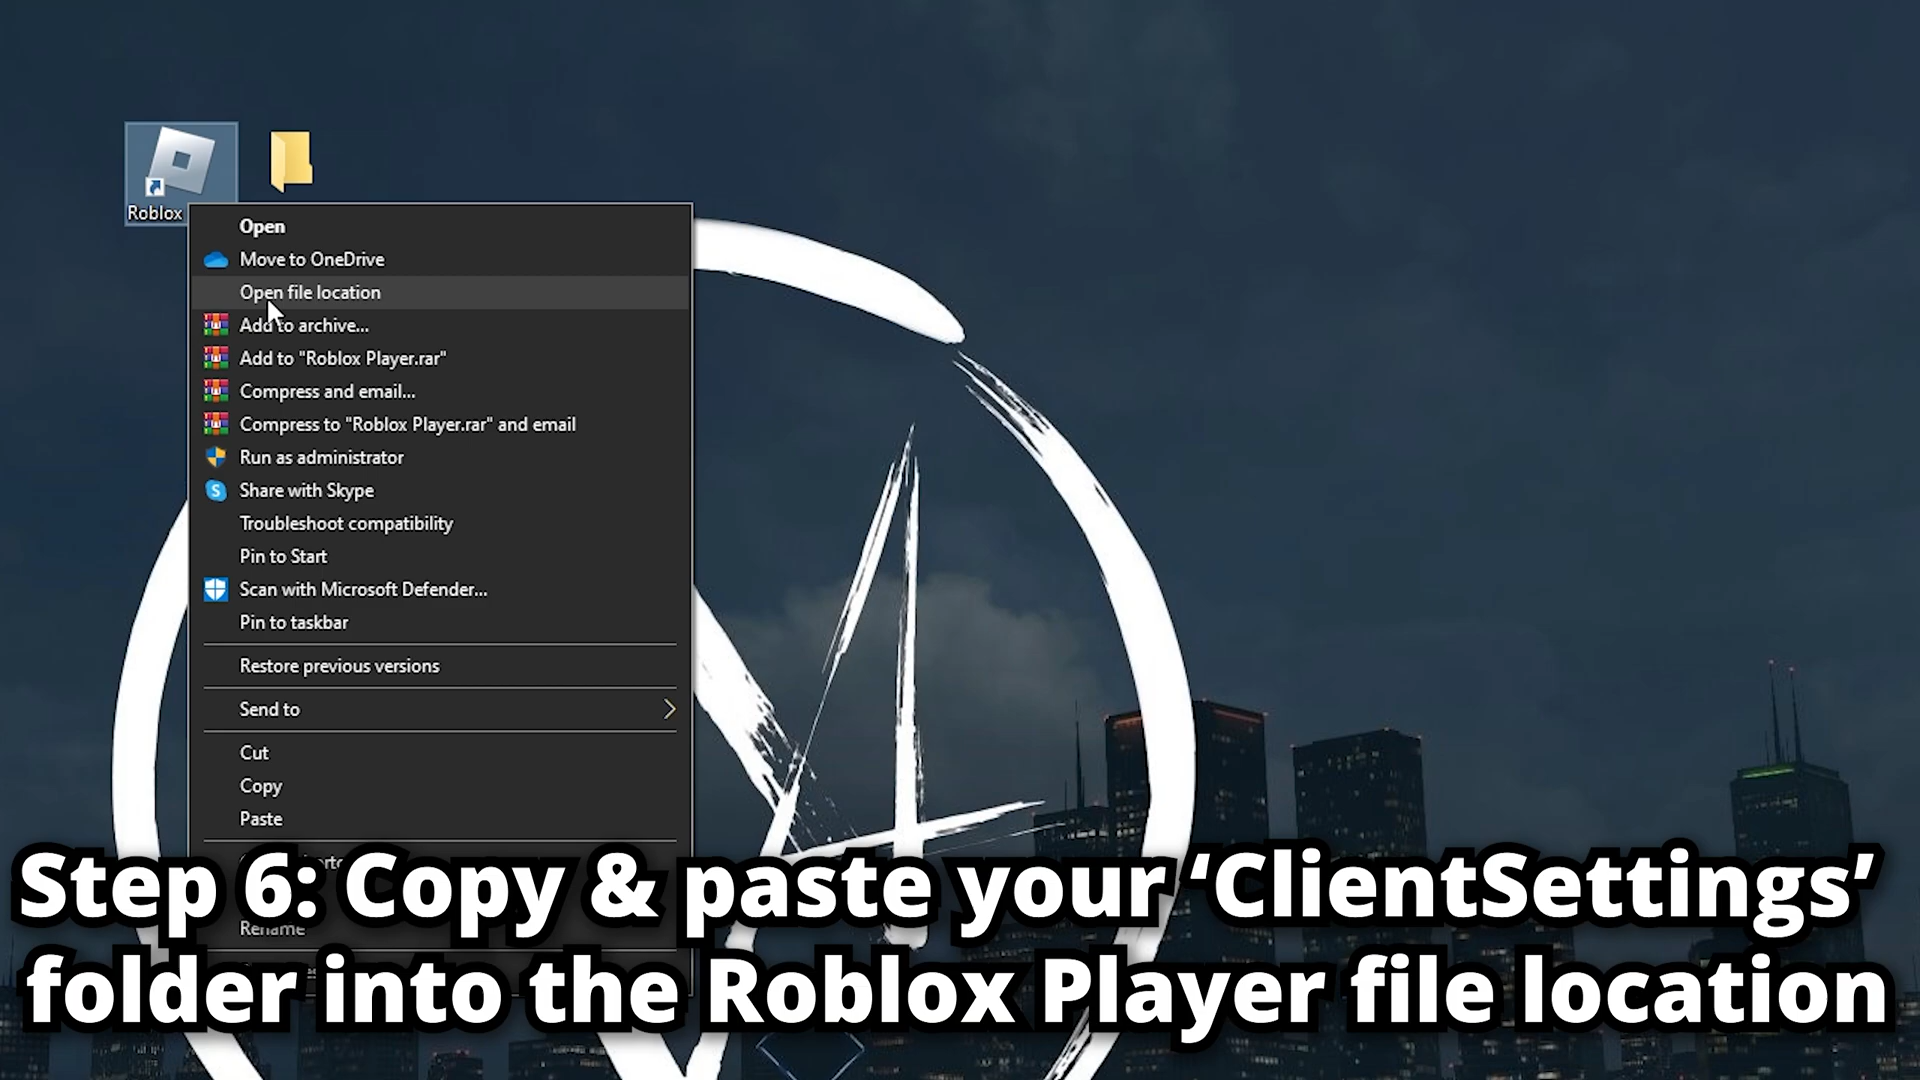 Roblox
Open
Move to OneDrive
Open file location
Add to archive...
Add to "Roblox Player.rar"
Compress and email...
Compress to "Roblox Player.rar" and email
Run as administrator
Share with Skype
Troubleshoot compatibility
Pin to Start
Scan with Microsoft Defender...
Pin to taskbar
Restore previous versions
Send to
Cut
Copy
Paste
Step 6: Copy & paste your ‘ClientSettings’
Rename
folder into the Roblox Player file location